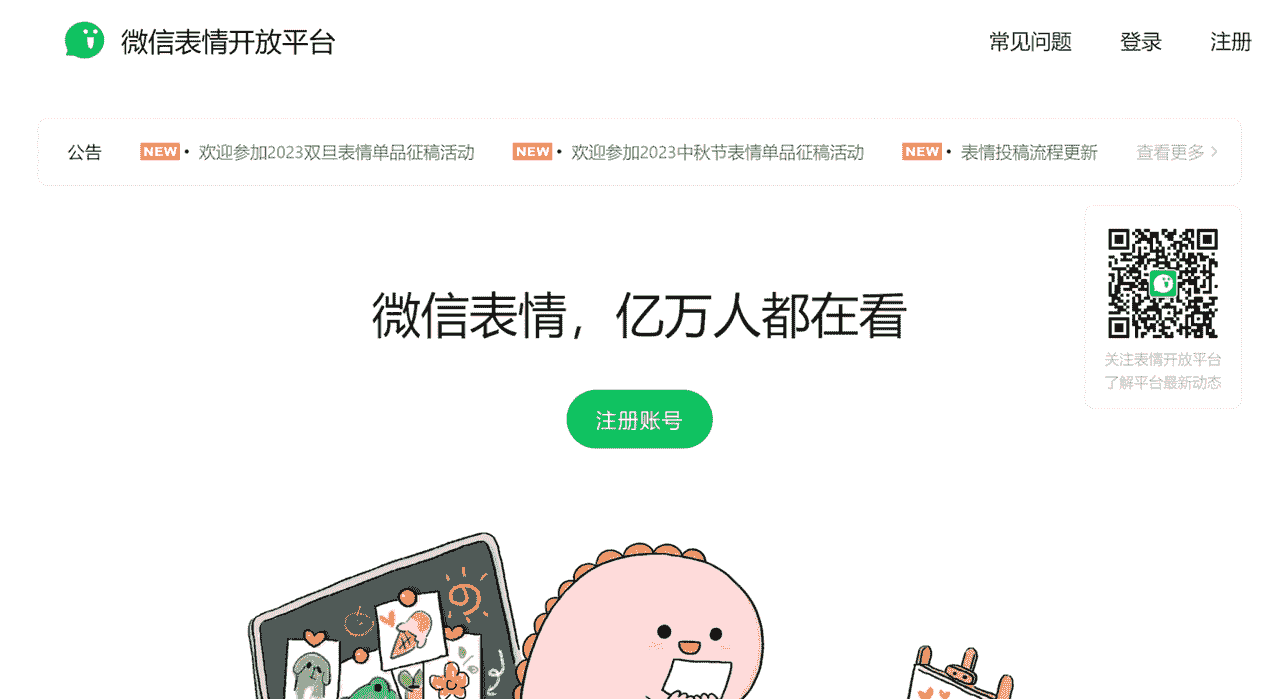 微信表情开放平台
常见问题 登录 注册
公告 NEW • 欢迎参加2023双旦表情单品征稿活动 NEW • 欢迎参加2023中秋节表情单品征稿活动 NEW • 表情投稿流程更新 查看更多 >
微信表情，亿万人都在看
关注表情开放平台
了解平台最新动态
注册账号